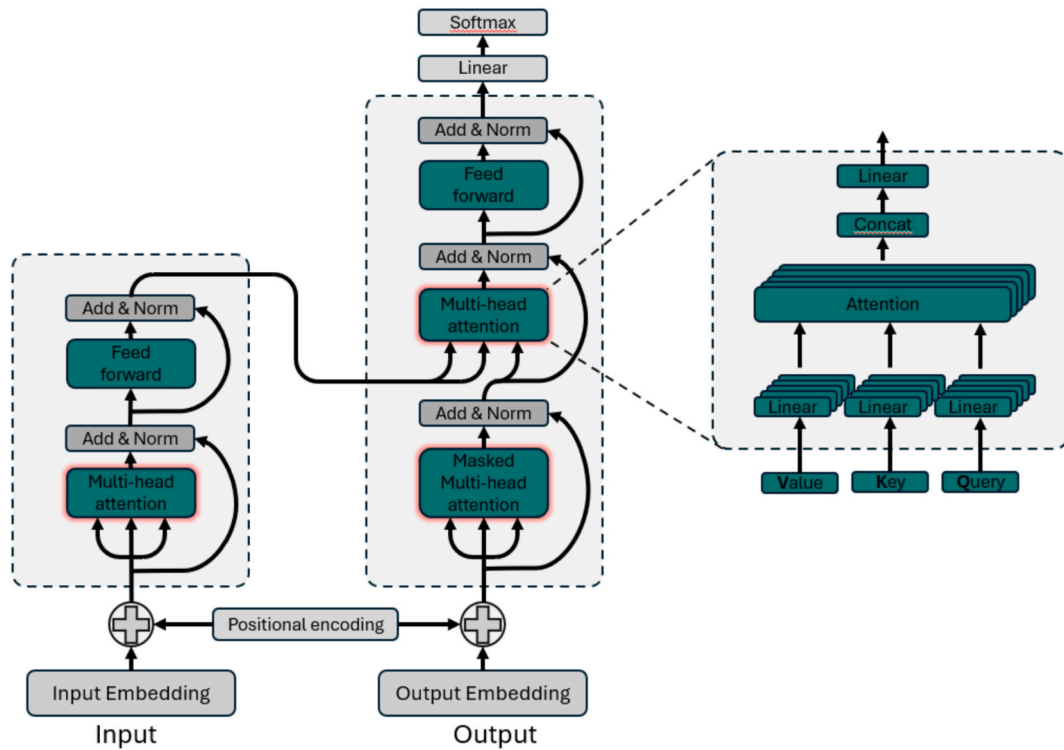 Softmax
Linear
Add & Norm
Feed
forward
Add & Norm
Multi-head
attention
Add & Norm
Masked
Multi-head
attention
Add & Norm
Feed
forward
Add & Norm
Multi-head
attention
Positional encoding
Input Embedding
Output Embedding
Input
Output
Linear
Concat
Attention
Linear
Linear
Linear
Value
Key
Query